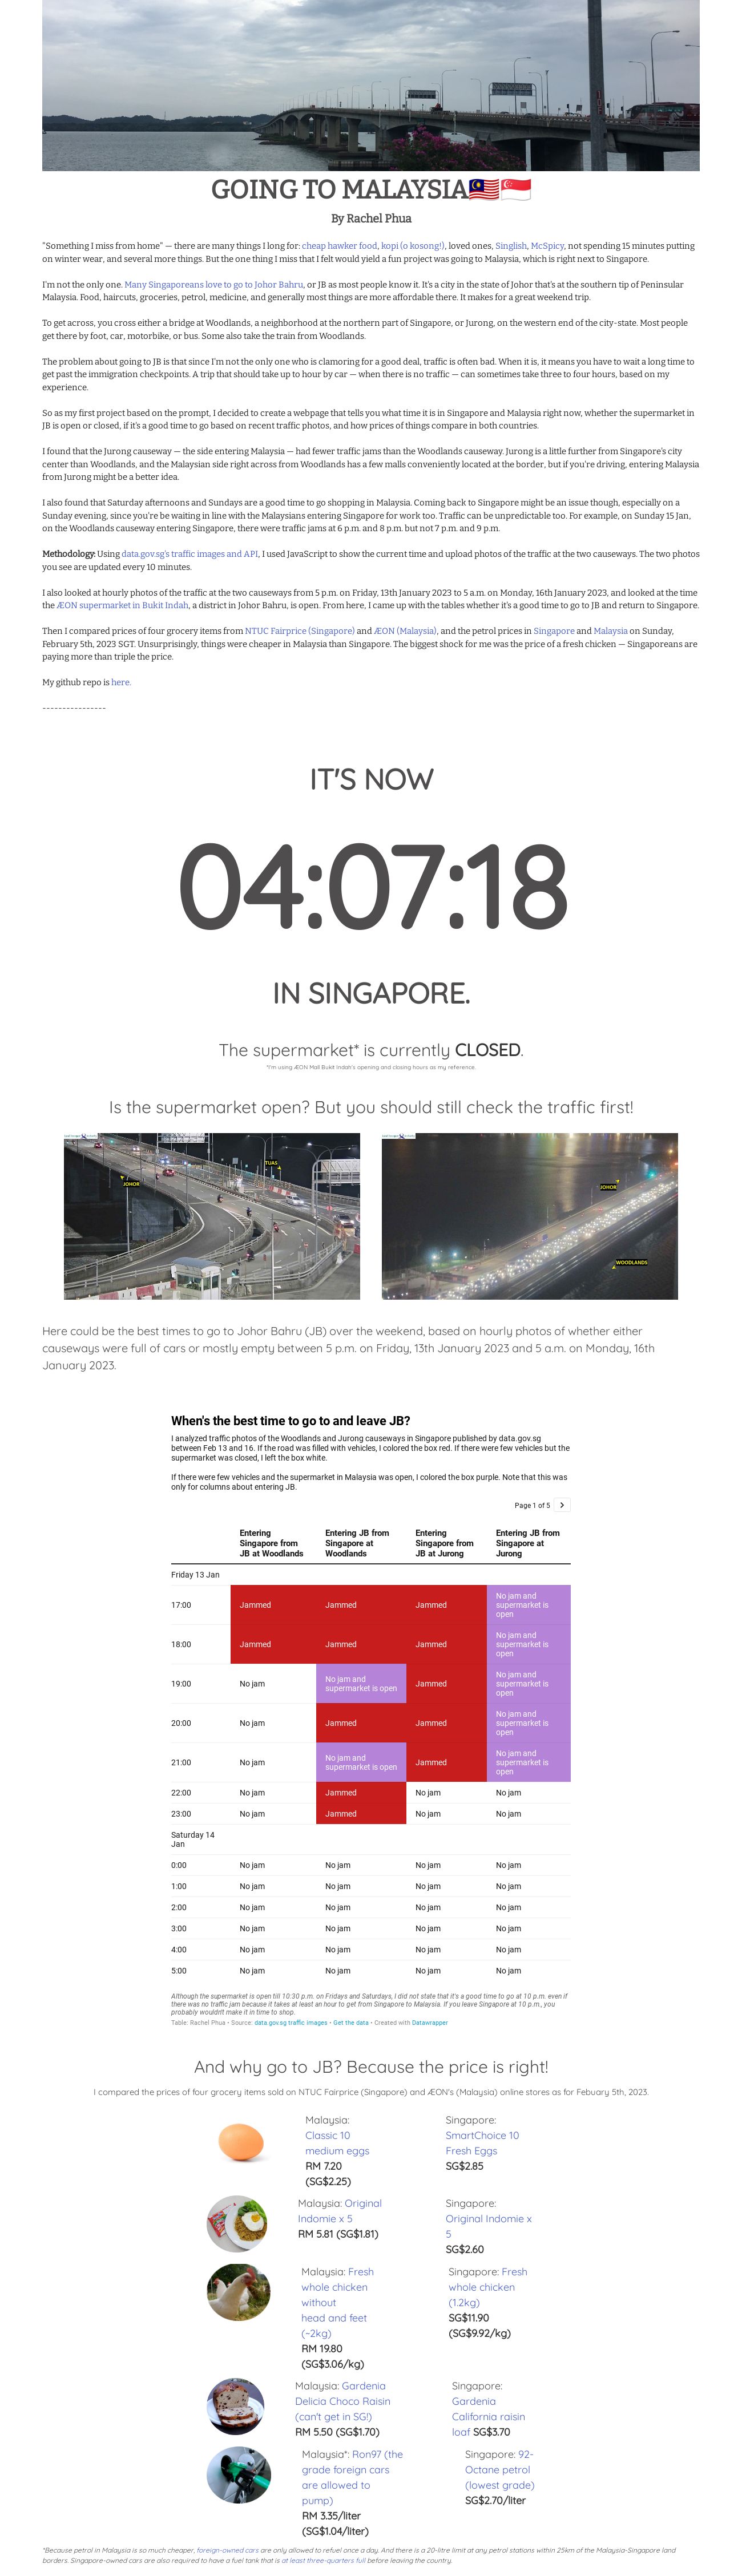 GOING TO MALAYSIA🇲🇾🇸🇬
By Rachel Phua
"Something I miss from home" — there are many things I long for: cheap hawker food, kopi (o kosong!), loved ones, Singlish, McSpicy, not spending 15 minutes putting
on winter wear, and several more things. But the one thing I miss that I felt would yield a fun project was going to Malaysia, which is right next to Singapore.
I'm not the only one. Many Singaporeans love to go to Johor Bahru, or JB as most people know it. It's a city in the state of Johor that's at the southern tip of Peninsular
Malaysia. Food, haircuts, groceries, petrol, medicine, and generally most things are more affordable there. It makes for a great weekend trip.
To get across, you cross either a bridge at Woodlands, a neighborhood at the northern part of Singapore, or Jurong, on the western end of the city-state. Most people
get there by foot, car, motorbike, or bus. Some also take the train from Woodlands.
The problem about going to JB is that since I'm not the only one who is clamoring for a good deal, traffic is often bad. When it is, it means you have to wait a long time to
get past the immigration checkpoints. A trip that should take up to hour by car — when there is no traffic — can sometimes take three to four hours, based on my
experience.
So as my first project based on the prompt, I decided to create a webpage that tells you what time it is in Singapore and Malaysia right now, whether the supermarket in
JB is open or closed, if it's a good time to go based on recent traffic photos, and how prices of things compare in both countries.
I found that the Jurong causeway — the side entering Malaysia — had fewer traffic jams than the Woodlands causeway. Jurong is a little further from Singapore's city
center than Woodlands, and the Malaysian side right across from Woodlands has a few malls conveniently located at the border, but if you're driving, entering Malaysia
from Jurong might be a better idea.
I also found that Saturday afternoons and Sundays are a good time to go shopping in Malaysia. Coming back to Singapore might be an issue though, especially on a
Sunday evening, since you're be waiting in line with the Malaysians entering Singapore for work too. Traffic can be unpredictable too. For example, on Sunday 15 Jan,
on the Woodlands causeway entering Singapore, there were traffic jams at 6 p.m. and 8 p.m. but not 7 p.m. and 9 p.m.
Methodology: Using data.gov.sg's traffic images and API, I used JavaScript to show the current time and upload photos of the traffic at the two causeways. The two photos
you see are updated every 10 minutes.
I also looked at hourly photos of the traffic at the two causeways from 5 p.m. on Friday, 13th January 2023 to 5 a.m. on Monday, 16th January 2023, and looked at the time
the ÆON supermarket in Bukit Indah, a district in Johor Bahru, is open. From here, I came up with the tables whether it's a good time to go to JB and return to Singapore.
Then I compared prices of four grocery items from NTUC Fairprice (Singapore) and ÆON (Malaysia), and the petrol prices in Singapore and Malaysia on Sunday,
February 5th, 2023 SGT. Unsurprisingly, things were cheaper in Malaysia than Singapore. The biggest shock for me was the price of a fresh chicken — Singaporeans are
paying more than triple the price.
My github repo is here.
----------------
IT'S NOW
04:07:18
IN SINGAPORE.
The supermarket* is currently CLOSED.
*I'm using ÆON Mall Bukit Indah's opening and closing hours as my reference.
Is the supermarket open? But you should still check the traffic first!
JOHOR
TUAS
JOHOR
WOODLANDS
Here could be the best times to go to Johor Bahru (JB) over the weekend, based on hourly photos of whether either
causeways were full of cars or mostly empty between 5 p.m. on Friday, 13th January 2023 and 5 a.m. on Monday, 16th
January 2023.
When's the best time to go to and leave JB?
I analyzed traffic photos of the Woodlands and Jurong causeways in Singapore published by data.gov.sg
between Feb 13 and 16. If the road was filled with vehicles, I colored the box red. If there were few vehicles but the
supermarket was closed, I left the box white.
If there were few vehicles and the supermarket in Malaysia was open, I colored the box purple. Note that this was
only for columns about entering JB.
Page 1 of 5 >
Entering Singapore from JB at Woodlands
Entering JB from Singapore at Woodlands
Entering Singapore from JB at Jurong
Entering JB from Singapore at Jurong
Friday 13 Jan
17:00 Jammed Jammed Jammed No jam and supermarket is open
18:00 Jammed Jammed Jammed No jam and supermarket is open
19:00 No jam No jam and supermarket is open Jammed No jam and supermarket is open
20:00 No jam Jammed Jammed No jam and supermarket is open
21:00 No jam No jam and supermarket is open Jammed No jam and supermarket is open
22:00 No jam Jammed No jam No jam
23:00 No jam Jammed No jam No jam
Saturday 14 Jan
0:00 No jam No jam No jam No jam
1:00 No jam No jam No jam No jam
2:00 No jam No jam No jam No jam
3:00 No jam No jam No jam No jam
4:00 No jam No jam No jam No jam
5:00 No jam No jam No jam No jam
Although the supermarket is open till 10:30 p.m. on Fridays and Saturdays, I did not state that it's a good time to go at 10 p.m. even if
there was no traffic jam because it takes at least an hour to get from Singapore to Malaysia. If you leave Singapore at 10 p.m., you
probably wouldn't make it in time to shop.
Table: Rachel Phua • Source: data.gov.sg traffic images • Get the data • Created with Datawrapper
And why go to JB? Because the price is right!
I compared the prices of four grocery items sold on NTUC Fairprice (Singapore) and ÆON's (Malaysia) online stores as for Febuary 5th, 2023.
Malaysia:
Classic 10
medium eggs
RM 7.20
(SG$2.25)
Singapore:
SmartChoice 10
Fresh Eggs
SG$2.85
Malaysia: Original
Indomie x 5
RM 5.81 (SG$1.81)
Singapore:
Original Indomie x
5
SG$2.60
Malaysia: Fresh
whole chicken
without
head and feet
(~2kg)
RM 19.80
(SG$3.06/kg)
Singapore: Fresh
whole chicken
(1.2kg)
SG$11.90
(SG$9.92/kg)
Malaysia: Gardenia
Delicia Choco Raisin
(can't get in SG!)
RM 5.50 (SG$1.70)
Singapore:
Gardenia
California raisin
loaf SG$3.70
Malaysia*: Ron97 (the
grade foreign cars
are allowed to
pump)
RM 3.35/liter
(SG$1.04/liter)
Singapore: 92-
Octane petrol
(lowest grade)
SG$2.70/liter
*Because petrol in Malaysia is so much cheaper, foreign-owned cars are only allowed to refuel once a day. And there is a 20-litre limit at any petrol stations within 25km of the Malaysia-Singapore land
borders. Singapore-owned cars are also required to have a fuel tank that is at least three-quarters full before leaving the country.